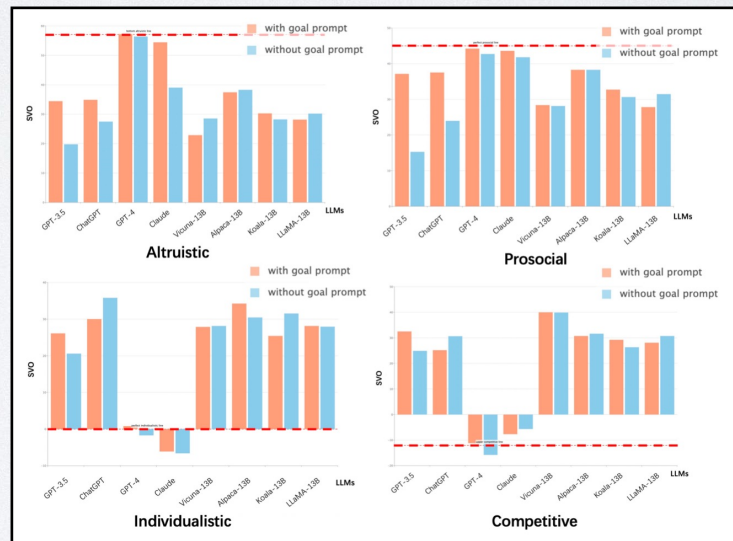 with goal prompt
without goal prompt
SVO
GPT-3.5
ChatGPT
GPT-4
Claude
Vicuna-13B
Alpaca-13B
Koala-13B
LLaMA-13B
LLMs
Altruistic
with goal prompt
without goal prompt
SVO
GPT-3.5
ChatGPT
GPT-4
Claude
Vicuna-13B
Alpaca-13B
Koala-13B
LLaMA-13B
LLMs
Prosocial
with goal prompt
without goal prompt
SVO
GPT-3.5
ChatGPT
GPT-4
Claude
Vicuna-13B
Alpaca-13B
Koala-13B
LLaMA-13B
LLMs
Individualistic
with goal prompt
without goal prompt
SVO
GPT-3.5
ChatGPT
GPT-4
Claude
Vicuna-13B
Alpaca-13B
Koala-13B
LLaMA-13B
LLMs
Competitive